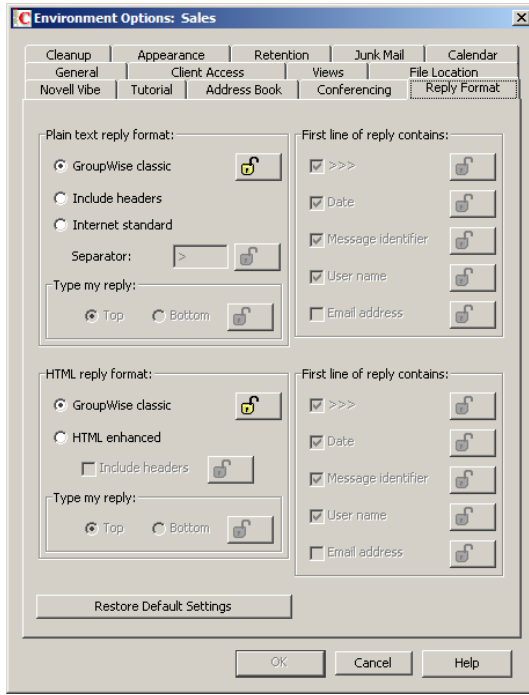 Environment Options: Sales
Cleanup Appearance Retention Junk Mail Calendar
General Client Access Views File Location
Novell Vibe Tutorial Address Book Conferencing Reply Format
Plain text reply format:
GroupWise classic
Include headers
Internet standard
Separator: >
Type my reply:
Top Bottom
First line of reply contains:
>>>
Date
Message identifier
User name
Email address
HTML reply format:
GroupWise classic
HTML enhanced
Include headers
Type my reply:
Top Bottom
First line of reply contains:
>>>
Date
Message identifier
User name
Email address
Restore Default Settings
OK Cancel Help